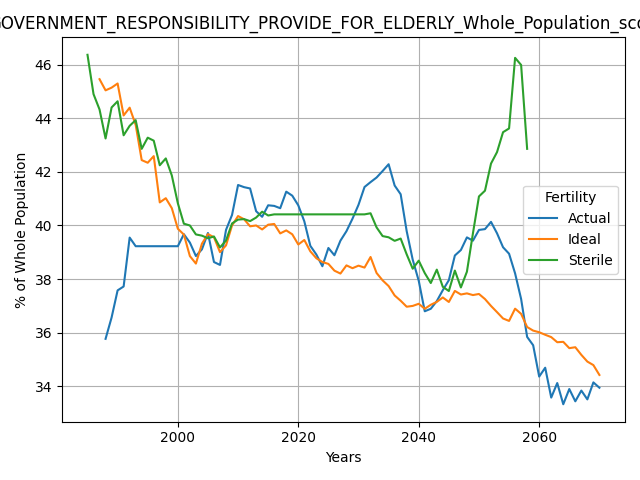 GOVERNMENT_RESPONSIBILITY_PROVIDE_FOR_ELDERLY_Whole_Population_sco
46
44
42
40
38
36
34
% of Whole Population
2000
2020
2040
2060
Years
Fertility
Actual
Ideal
Sterile